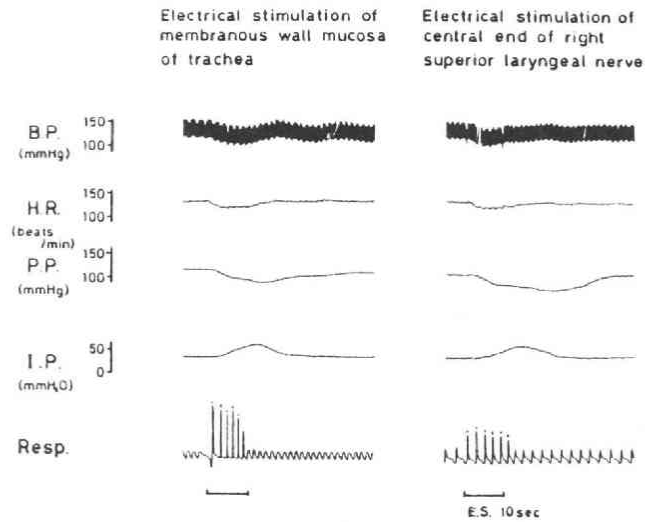 Electrical stimulation of
membranous wall mucosa
of trachea
Electrical stimulation of
central end of right
superior laryngeal nerve
B.P.
(mmHg)
150
100
H.R.
(beats
/min)
150
100
P.P.
(mmHg)
150
100
I.P.
(mmH₂O)
50
0
Resp.
E.S. 10sec